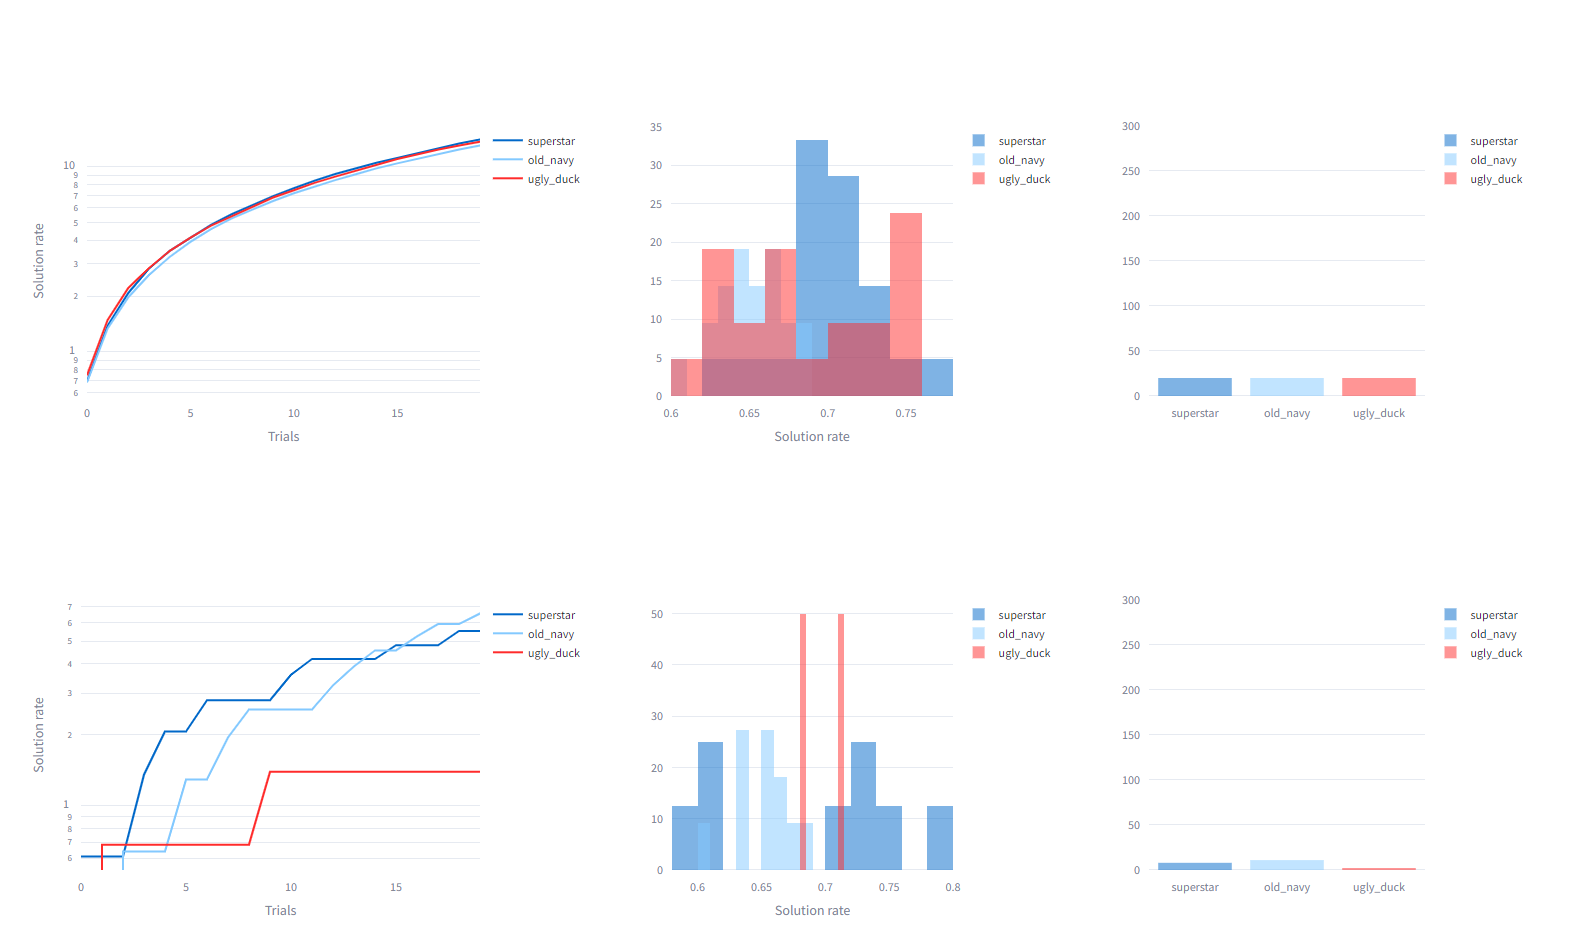 10
9
8
7
6
5
4
3
2
1
9
8
7
6
0 5 10 15
Trials
Solution rate
superstar
old_navy
ugly_duck
35
30
25
20
15
10
5
0
0.6 0.65 0.7 0.75
Solution rate
superstar
old_navy
ugly_duck
300
250
200
150
100
50
0
superstar old_navy ugly_duck
superstar
old_navy
ugly_duck
7
6
5
4
3
2
1
9
8
7
6
0 5 10 15
Trials
Solution rate
superstar
old_navy
ugly_duck
50
40
30
20
10
0
0.6 0.65 0.7 0.75 0.8
Solution rate
superstar
old_navy
ugly_duck
300
250
200
150
100
50
0
superstar old_navy ugly_duck
superstar
old_navy
ugly_duck